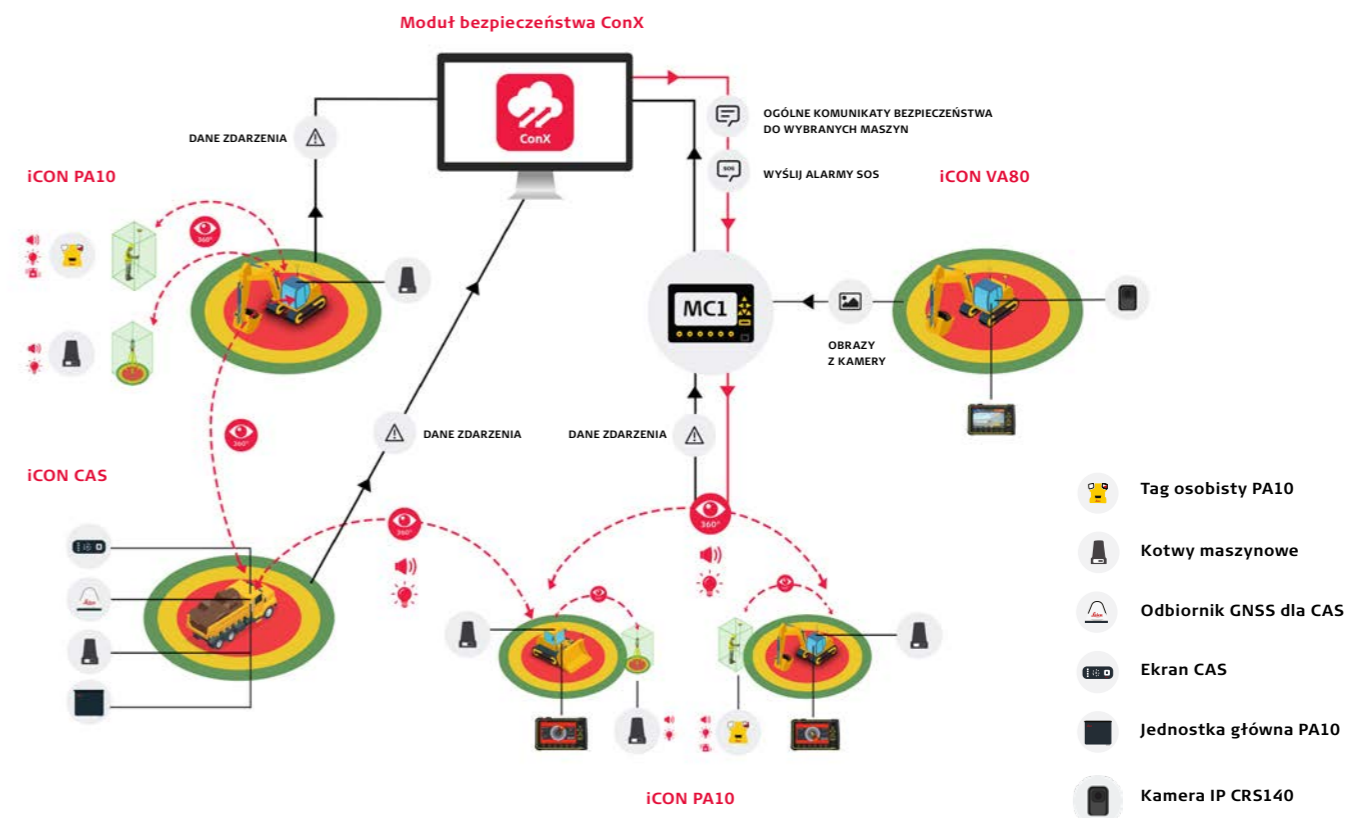 Moduł bezpieczeństwa ConX
ConX
DANE ZDARZENIA
OGÓLNE KOMUNIKATY BEZPIECZEŃSTWA
DO WYBRANYCH MASZYN
SOS
WYŚLIJ ALARMY SOS
iCON PA10
iCON VA80
360°
MC1
OBRAZY
Z KAMERY
360°
DANE ZDARZENIA
DANE ZDARZENIA
iCON CAS
360°
360°
Tag osobisty PA10
Kotwy maszynowe
Odbiornik GNSS dla CAS
Ekran CAS
Jednostka główna PA10
Kamera IP CRS140
iCON PA10